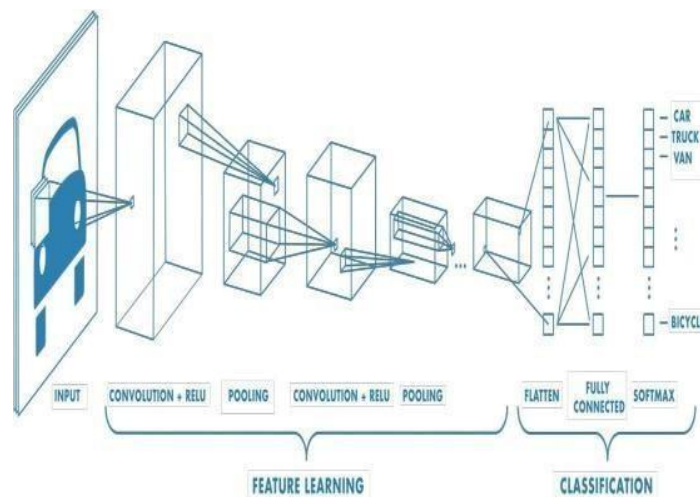 CAR
TRUCK
VAN
BICYCL
INPUT
CONVOLUTION + RELU
POOLING
CONVOLUTION + RELU
POOLING
FLATTEN
FULLY
CONNECTED
SOFTMAX
FEATURE LEARNING
CLASSIFICATION